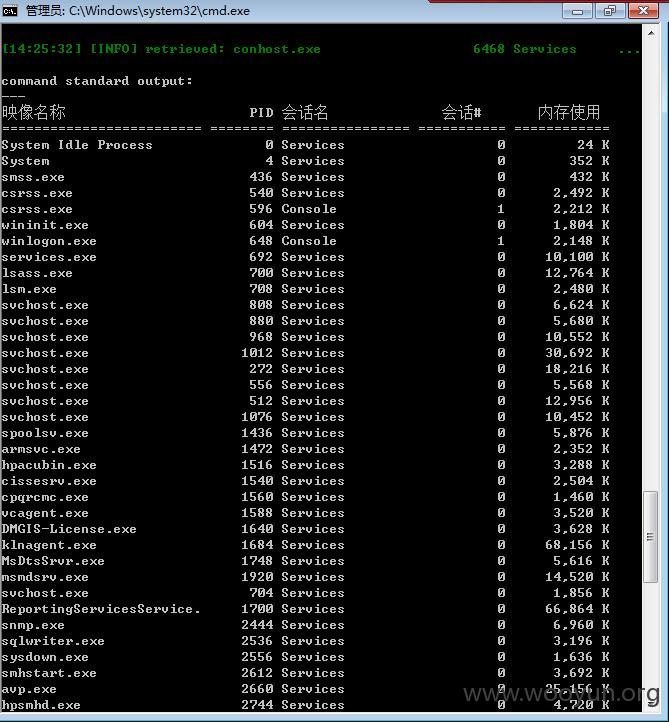 管理员: C:\Windows\system32\cmd.exe
[14:25:32] [INFO] retrieved: conhost.exe 6468 Services ...
command standard output:
---
映像名称 PID 会话名 会话# 内存使用
========================= ======== ================ =========== ============
System Idle Process 0 Services 0 24 K
System 4 Services 0 352 K
smss.exe 436 Services 0 432 K
csrss.exe 540 Services 0 2,492 K
csrss.exe 596 Console 1 2,212 K
wininit.exe 604 Services 0 1,804 K
winlogon.exe 648 Console 1 2,148 K
services.exe 692 Services 0 10,100 K
lsass.exe 700 Services 0 12,764 K
lsm.exe 708 Services 0 2,480 K
svchost.exe 808 Services 0 6,624 K
svchost.exe 880 Services 0 5,680 K
svchost.exe 968 Services 0 10,552 K
svchost.exe 1012 Services 0 30,692 K
svchost.exe 272 Services 0 18,216 K
svchost.exe 556 Services 0 5,568 K
svchost.exe 512 Services 0 12,956 K
svchost.exe 1076 Services 0 10,452 K
spoolsv.exe 1436 Services 0 5,876 K
armsvc.exe 1472 Services 0 2,352 K
hpacubin.exe 1516 Services 0 3,288 K
cissesrv.exe 1540 Services 0 2,504 K
cpqrcmc.exe 1560 Services 0 1,460 K
vcagent.exe 1588 Services 0 3,520 K
DMGIS-License.exe 1640 Services 0 3,628 K
klnagent.exe 1684 Services 0 68,156 K
MsDtsSrvr.exe 1748 Services 0 5,616 K
msmdsrv.exe 1920 Services 0 14,520 K
svchost.exe 704 Services 0 1,856 K
ReportingServicesService. 1700 Services 0 66,864 K
snmp.exe 2444 Services 0 6,960 K
sqlwriter.exe 2536 Services 0 3,196 K
sysdown.exe 2556 Services 0 1,636 K
smhstart.exe 2612 Services 0 3,692 K
avp.exe 2660 Services 0 25,156 K
hpsmhd.exe 2744 Services 0 4,720 K
www.wooyun.org